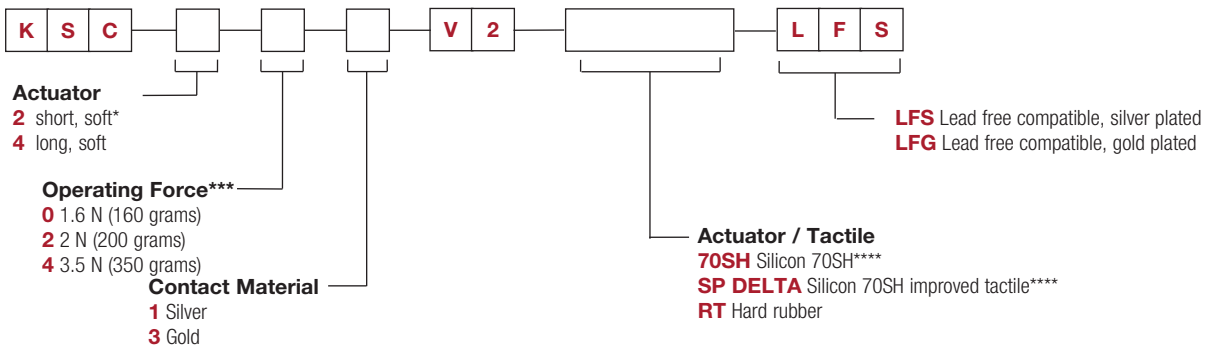 K S C V 2 L F S
Actuator
2 short, soft*
4 long, soft
LFS Lead free compatible, silver plated
LFG Lead free compatible, gold plated
Operating Force***
0 1.6 N (160 grams)
2 2 N (200 grams)
4 3.5 N (350 grams)
Contact Material
1 Silver
3 Gold
Actuator / Tactile
70SH Silicon 70SH****
SP DELTA Silicon 70SH improved tactile****
RT Hard rubber